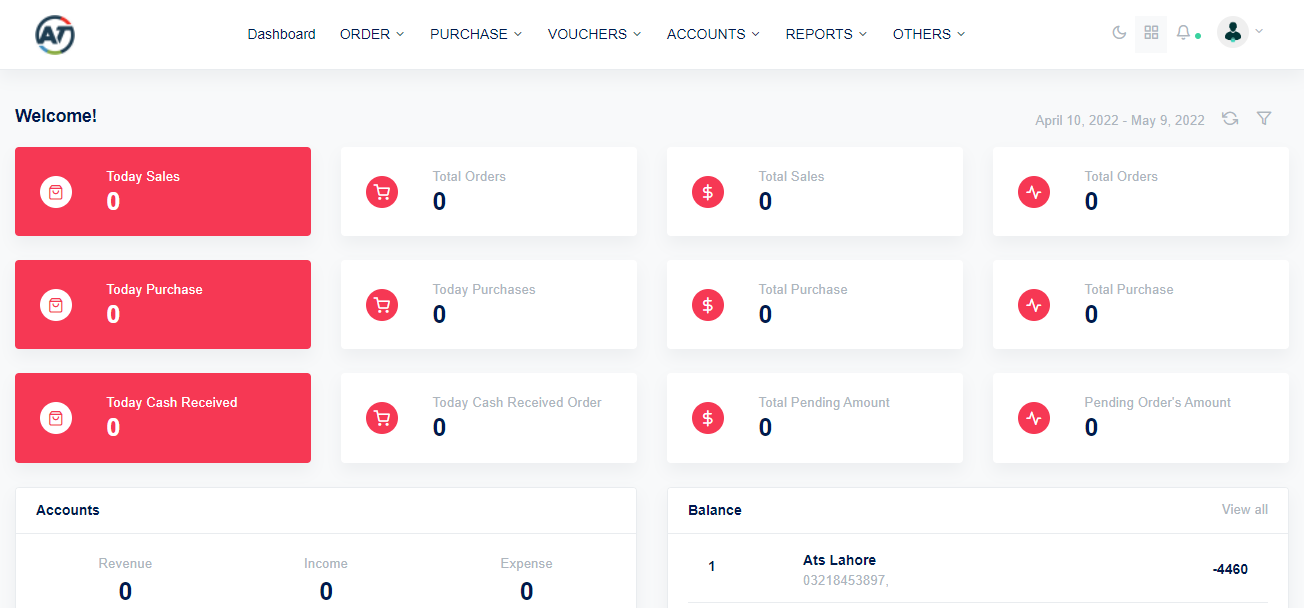 AT
Dashboard ORDER PURCHASE VOUCHERS ACCOUNTS REPORTS OTHERS
Welcome!
April 10, 2022 - May 9, 2022
Today Sales
0
Total Orders
0
Total Sales
0
Total Orders
0
Today Purchase
0
Today Purchases
0
Total Purchase
0
Total Purchase
0
Today Cash Received
0
Today Cash Received Order
0
Total Pending Amount
0
Pending Order's Amount
0
Accounts
Revenue
0
Income
0
Expense
0
Balance
View all
1
Ats Lahore
03218453897,
-4460